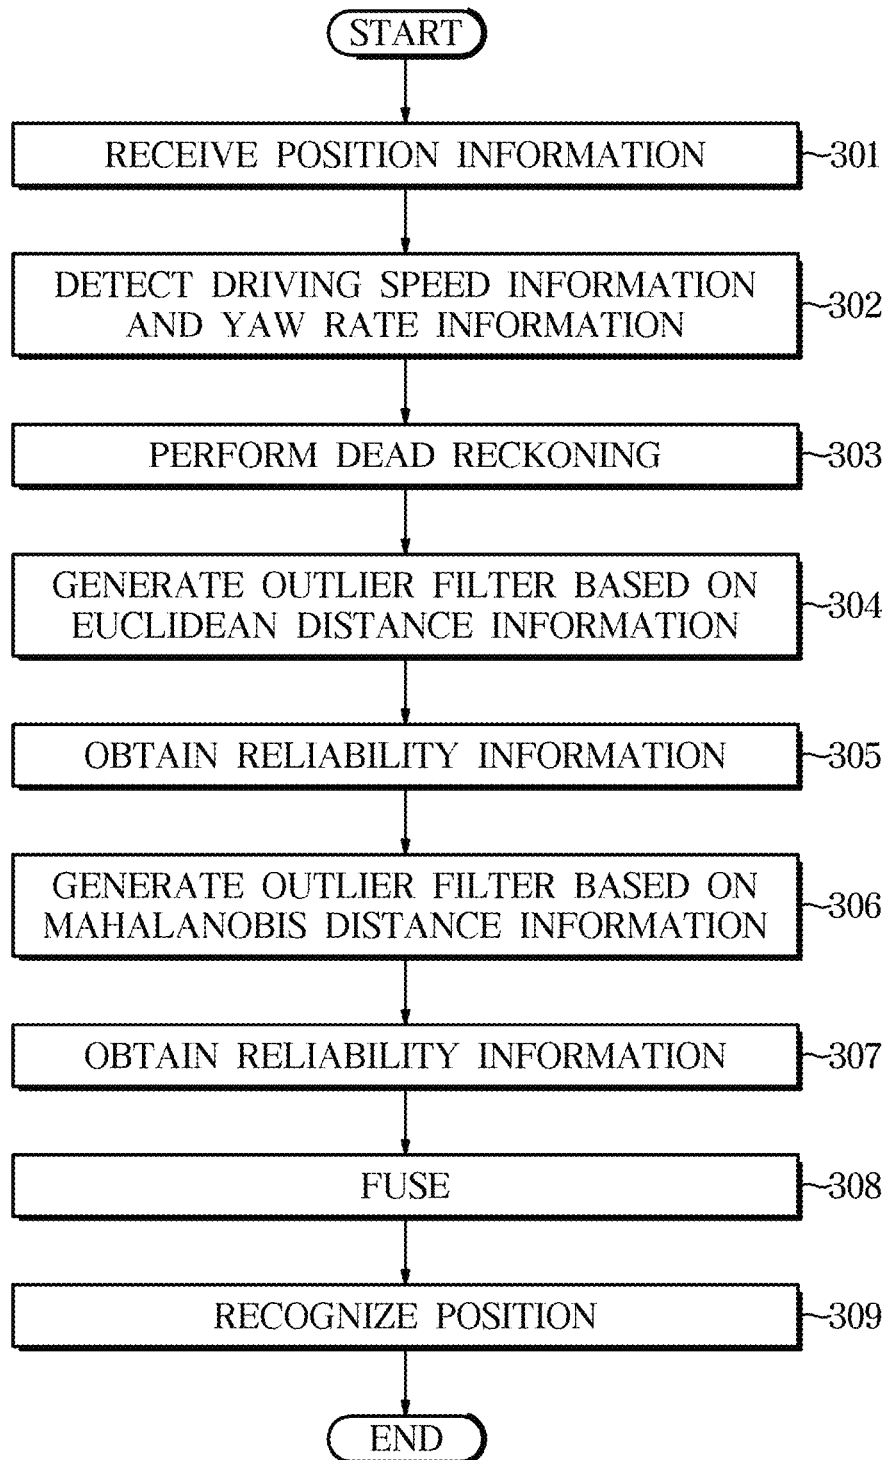 START
RECEIVE POSITION INFORMATION
301
DETECT DRIVING SPEED INFORMATION
AND YAW RATE INFORMATION
302
PERFORM DEAD RECKONING
303
GENERATE OUTLIER FILTER BASED ON
EUCLIDEAN DISTANCE INFORMATION
304
OBTAIN RELIABILITY INFORMATION
305
GENERATE OUTLIER FILTER BASED ON
MAHALANOBIS DISTANCE INFORMATION
306
OBTAIN RELIABILITY INFORMATION
307
FUSE
308
RECOGNIZE POSITION
309
END